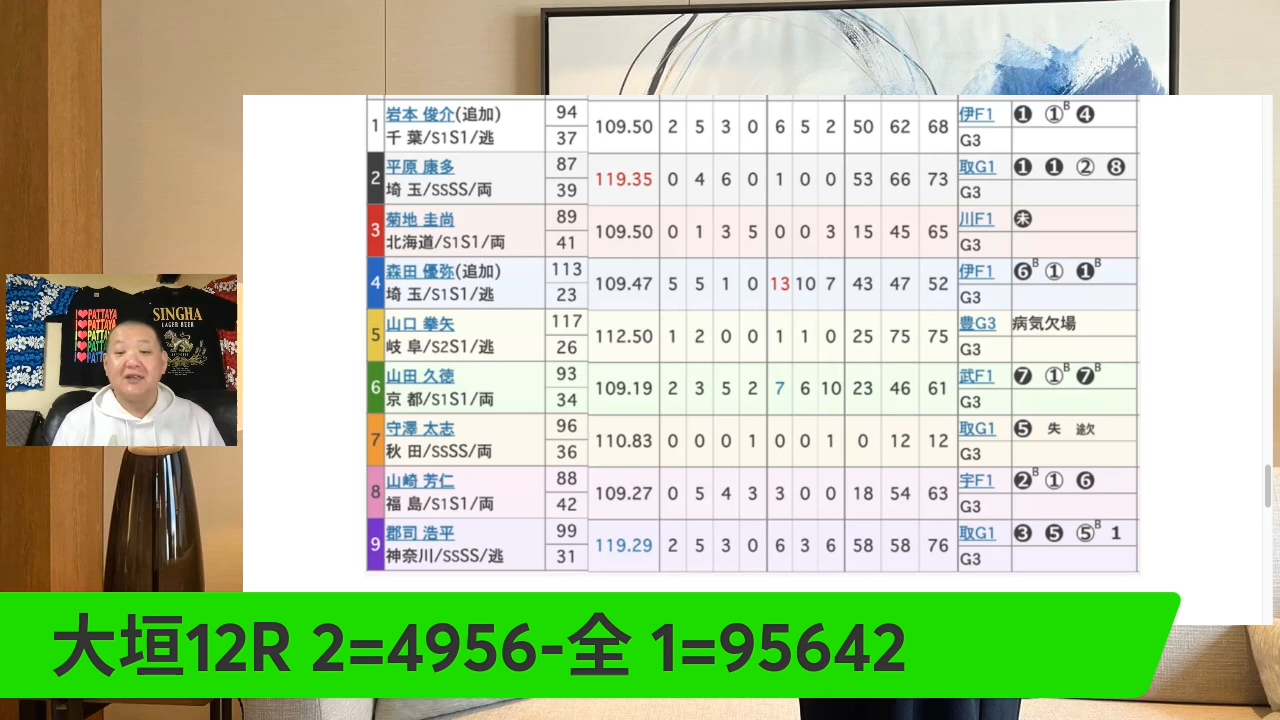 1 岩本 俊介(追加) 94 109.50 2 5 3 0 6 5 2 50 62 68 伊F1 ❶ ①B ❹
千 葉/S1S1/逃 37 G3
2 平原 康多 87 119.35 0 4 6 0 1 0 0 53 66 73 取G1 ❶ ❶ ② ❽
埼 玉/SSSS/両 39 G3
3 菊地 圭尚 89 109.50 0 1 3 5 0 0 3 15 45 65 川F1 未
北海道/S1S1/両 41 G3
4 森田 優弥(追加) 113 109.47 5 5 1 0 13 10 7 43 47 52 伊F1 ❻B ① ❶B
埼 玉/S1S1/逃 23 G3
5 山口 拳矢 117 112.50 1 2 0 0 1 1 0 25 75 75 豊G3 病気欠場
岐 阜/S2S1/逃 26 G3
6 山田 久徳 93 109.19 2 3 5 2 7 6 10 23 46 61 武F1 ❼ ①B ❼B
京 都/S1S1/両 34 G3
7 守澤 太志 96 110.83 0 0 0 1 0 0 1 0 12 12 取G1 ❺ 失 途欠
秋 田/SSSS/両 36 G3
8 山崎 芳仁 88 109.27 0 5 4 3 3 0 0 18 54 63 宇F1 ❷B ① ❻
福 島/S1S1/両 42 G3
9 郡司 浩平 99 119.29 2 5 3 0 6 3 6 58 58 76 取G1 ❸ ❺ ⑤B 1
神奈川/SSSS/逃 31 G3
I❤PATTAYA
SINGHA
LAGER BEER
大垣12R 2=4956-全 1=95642